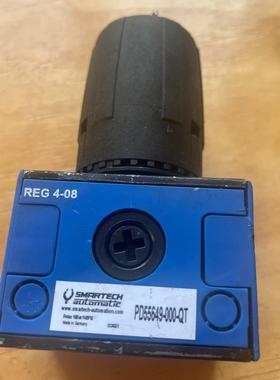 REG 4-08
SMARTECH
automatic
www.smartech-automation.com
PD55649-000-QT
Made in Germany